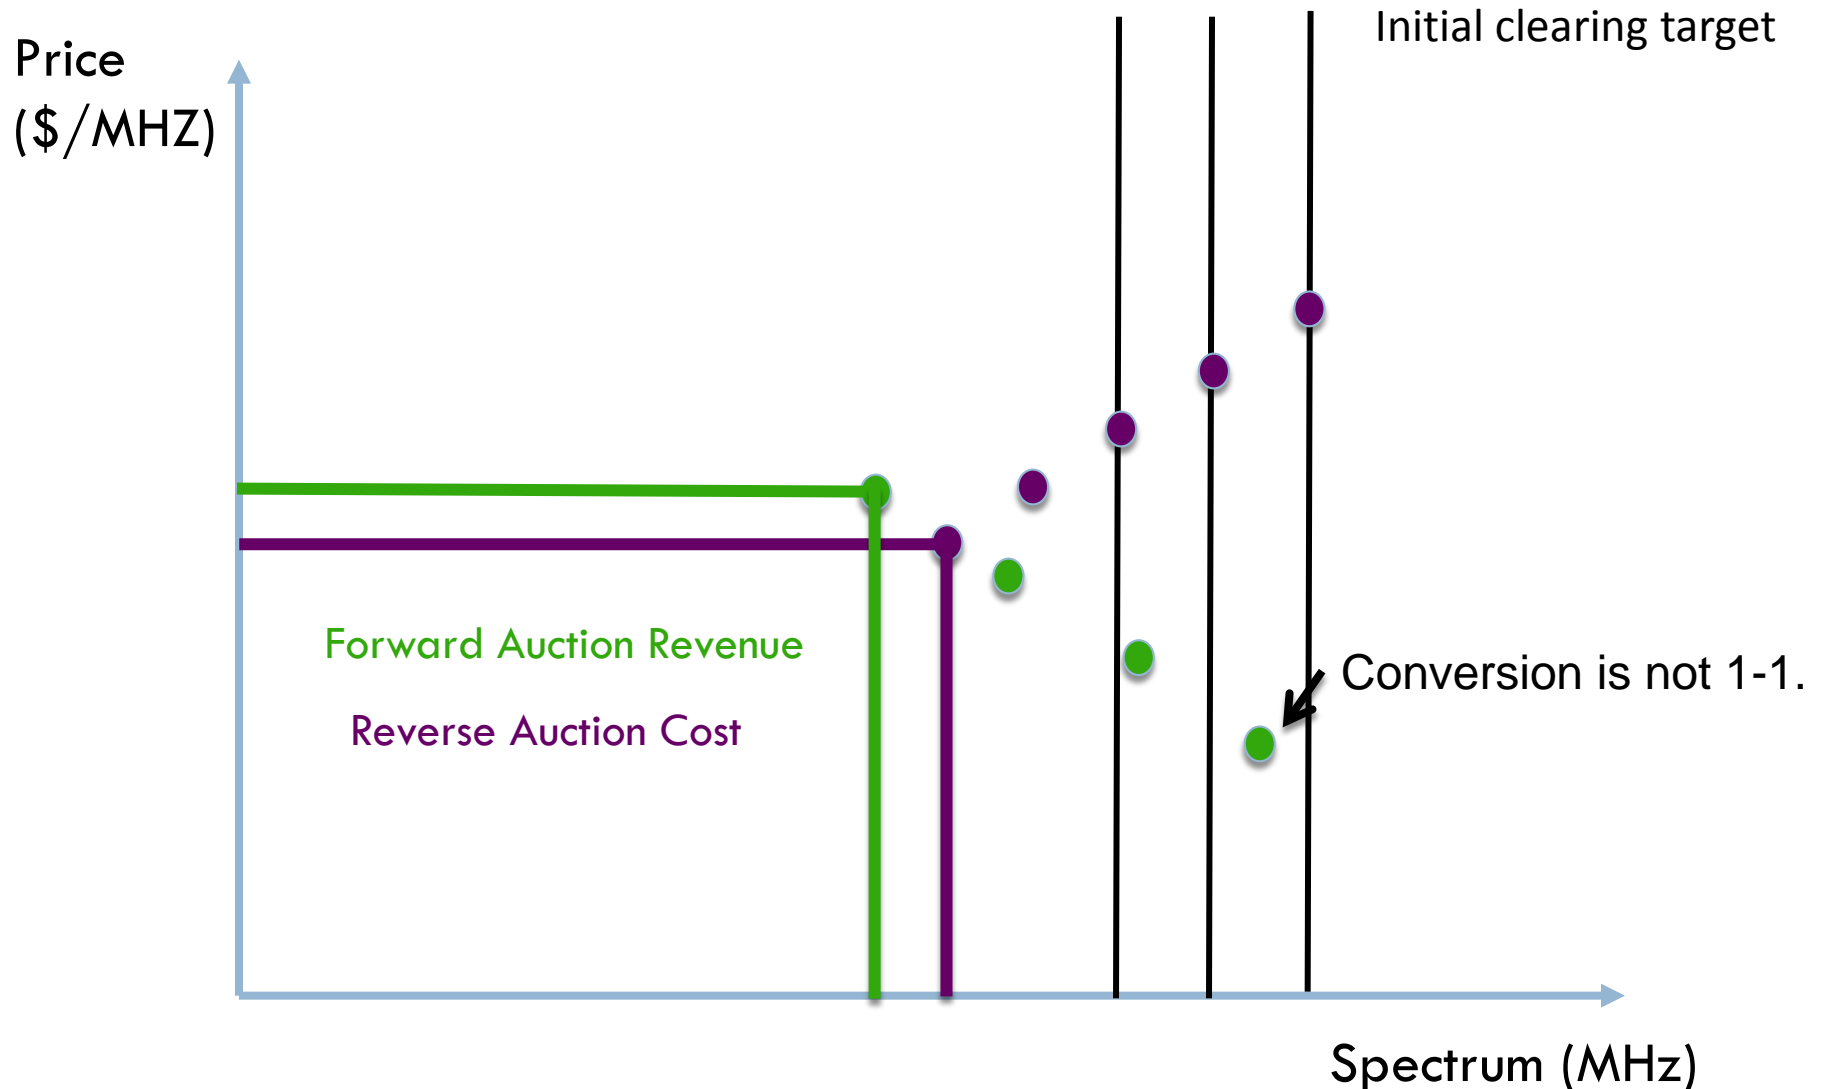 Initial clearing target
Price
($/MHZ)
Forward Auction Revenue
Conversion is not 1-1.
Reverse Auction Cost
Spectrum (MHz)